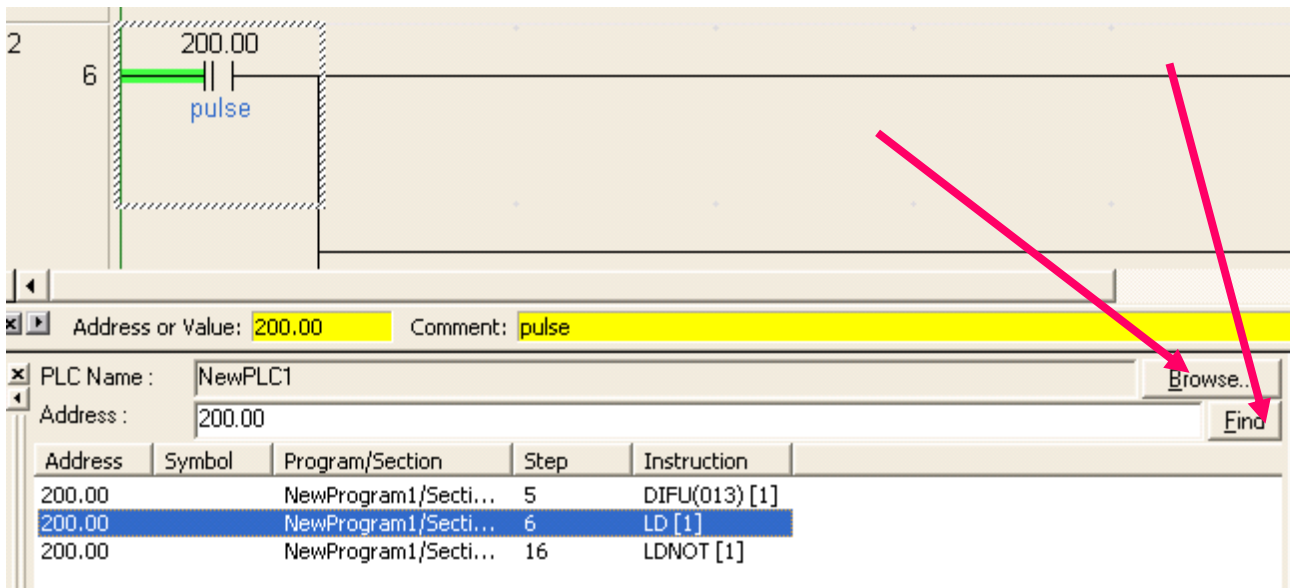 2
200.00
6
pulse
Address or Value: 200.00 Comment: pulse
PLC Name : NewPLC1 Browse...
Address : 200.00 Find
Address Symbol Program/Section Step Instruction
200.00 NewProgram1/Secti... 5 DIFU(013) [1]
200.00 NewProgram1/Secti... 6 LD [1]
200.00 NewProgram1/Secti... 16 LDNOT [1]